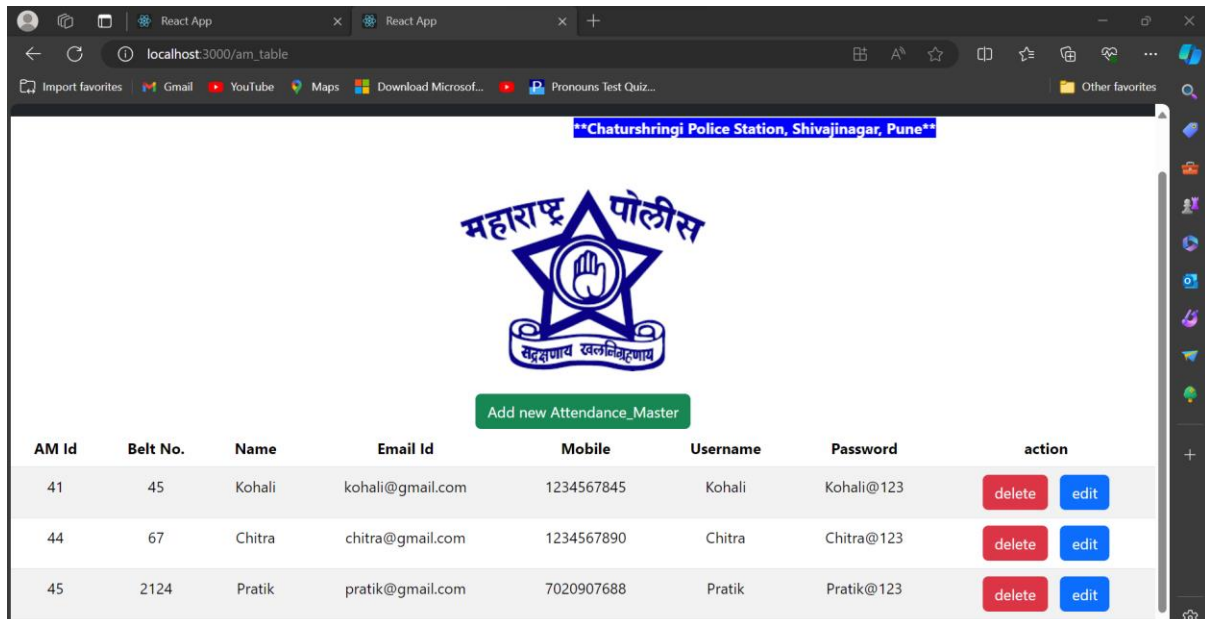 React App
React App
localhost:3000/am_table
Import favorites Gmail YouTube Maps Download Microsof... Pronouns Test Quiz... Other favorites
**Chaturshringi Police Station, Shivajinagar, Pune**
महाराष्ट्र पोलीस
सद्रक्षणाय खलनिग्रहणाय
Add new Attendance_Master
AM Id Belt No. Name Email Id Mobile Username Password action
41 45 Kohali kohali@gmail.com 1234567845 Kohali Kohali@123 delete edit
44 67 Chitra chitra@gmail.com 1234567890 Chitra Chitra@123 delete edit
45 2124 Pratik pratik@gmail.com 7020907688 Pratik Pratik@123 delete edit